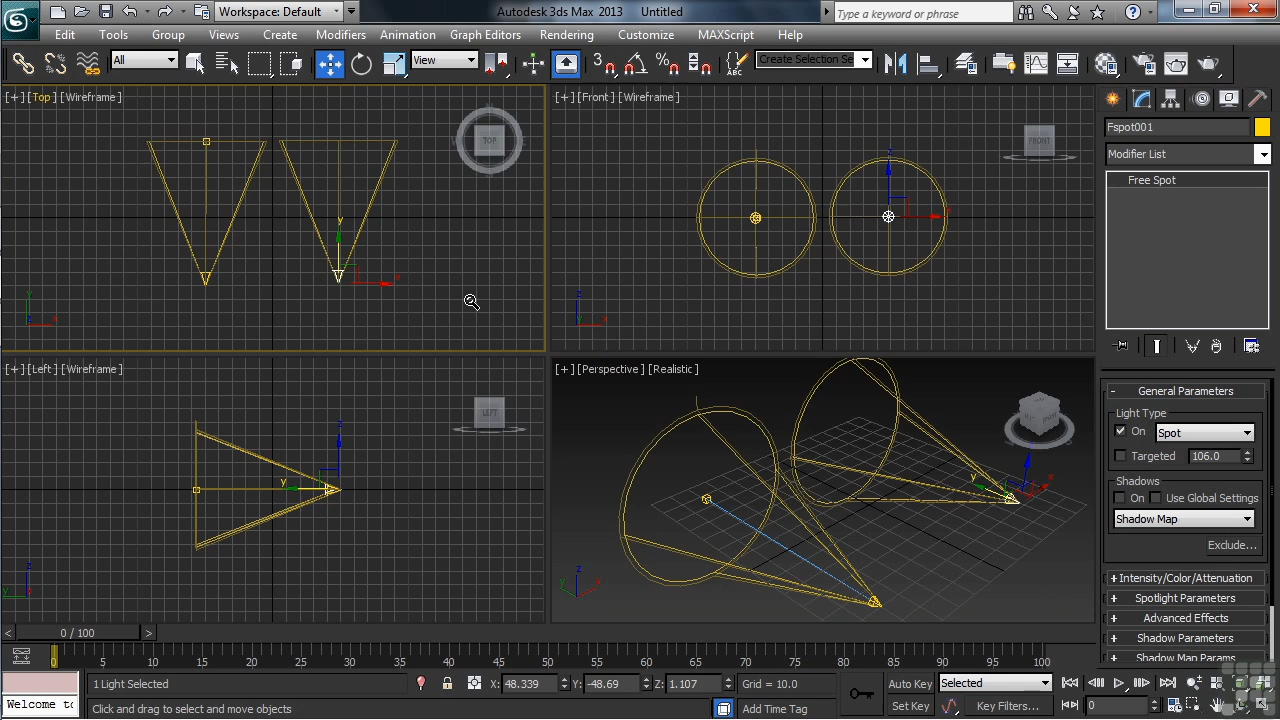 Workspace: Default
Autodesk 3ds Max 2013 Untitled
Type a keyword or phrase
Edit Tools Group Views Create Modifiers Animation Graph Editors Rendering Customize MAXScript Help
All
View
3
Create Selection Se
[+] [Top] [Wireframe]
TOP
y
x
y
z
x
[+] [Front] [Wireframe]
FRONT
z
z
x
[+] [Left] [Wireframe]
LEFT
z
y
z
y
[+] [Perspective] [Realistic]
y
x
z
y
x
Fspot001
Modifier List
Free Spot
- General Parameters
Light Type
On Spot
Targeted 106.0
Shadows
On Use Global Settings
Shadow Map
Exclude...
+ Intensity/Color/Attenuation
+ Spotlight Parameters
+ Advanced Effects
+ Shadow Parameters
+ Shadow Map Params
< 0 / 100 >
0 5 10 15 20 25 30 35 40 45 50 55 60 65 70 75 80 85 90 95 100
1 Light Selected
X: 48.339 Y: -48.69 Z: 1.107 Grid = 10.0
Auto Key Selected
Welcome to
Click and drag to select and move objects
Add Time Tag
Set Key Key Filters... 0